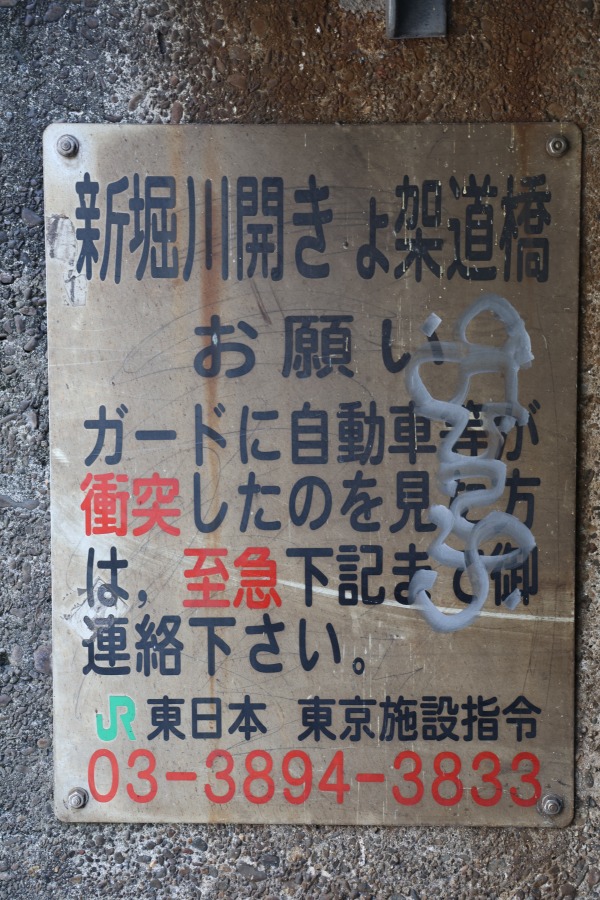 新堀川開きょ架道橋
お願い
ガードに自動車等が
衝突したのを見た方
は，至急下記まで御
連絡下さい。
JR東日本 東京施設指令
03-3894-3833